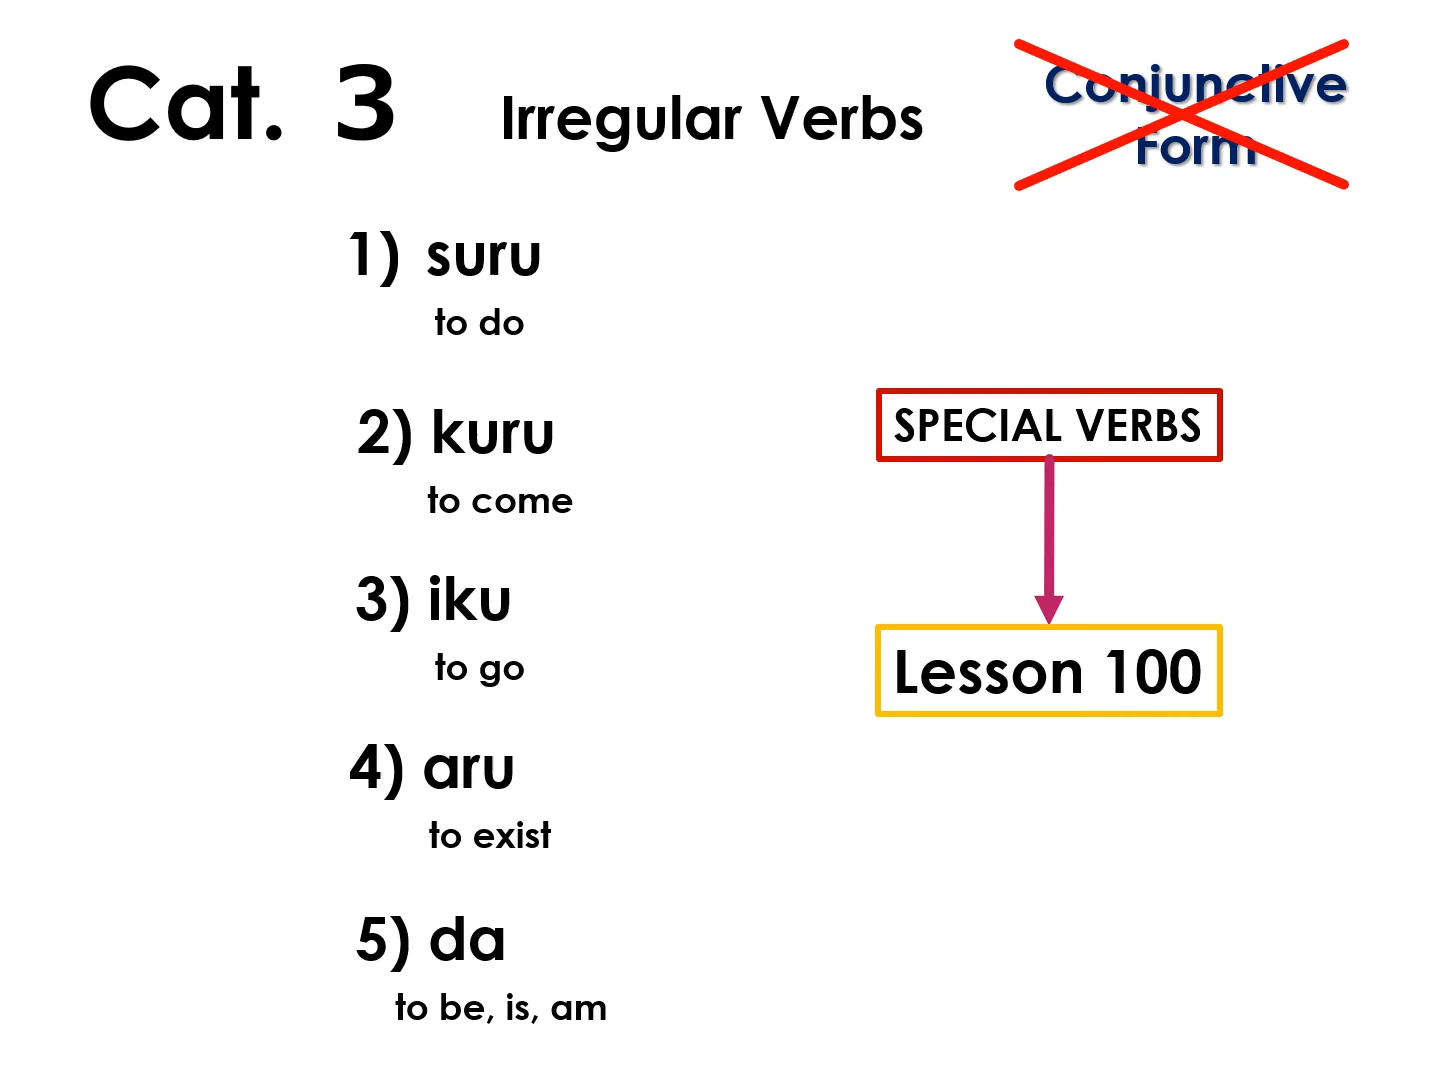 Cat. 3 Irregular Verbs
Conjunctive
Form
1) suru
to do
2) kuru
to come
3) iku
to go
4) aru
to exist
5) da
to be, is, am
SPECIAL VERBS
Lesson 100